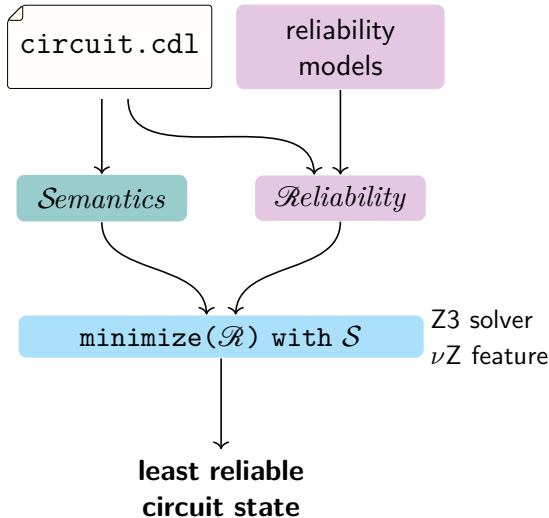 circuit.cdl
reliability
models
𝒮emantics
ℛeliability
minimize(ℛ) with 𝒮
Z3 solver
νZ feature
least reliable
circuit state